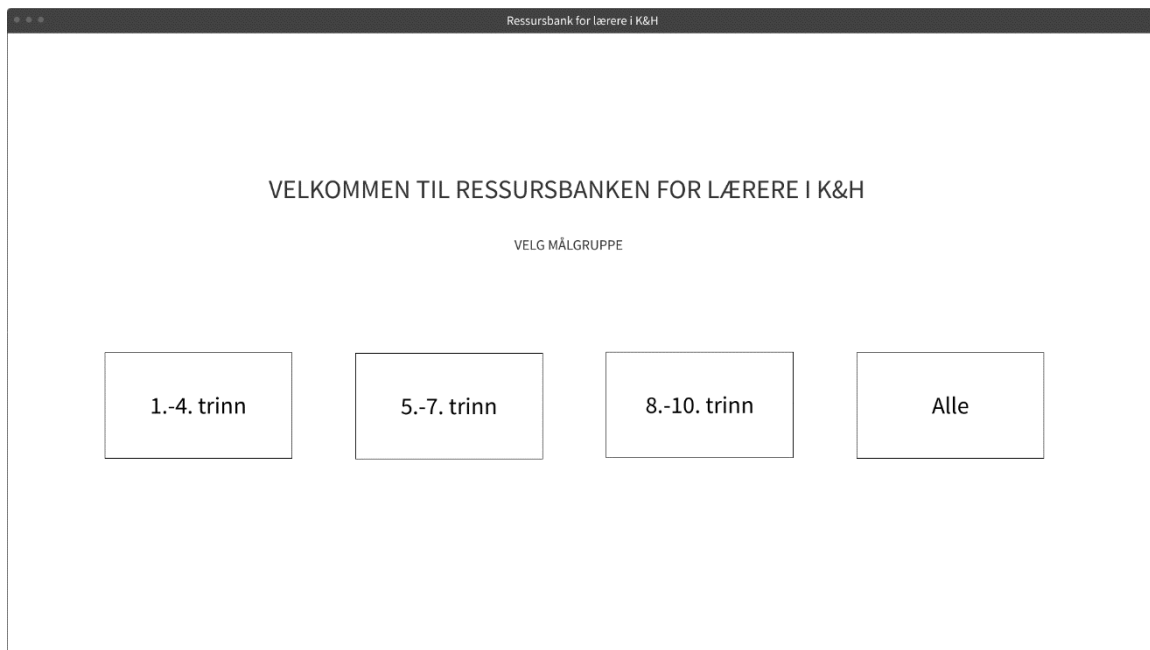 Ressursbank for lærere i K&H
VELKOMMEN TIL RESSURSBANKEN FOR LÆRERE I K&H
VELG MÅLGRUPPE
1.-4. trinn
5.-7. trinn
8.-10. trinn
Alle